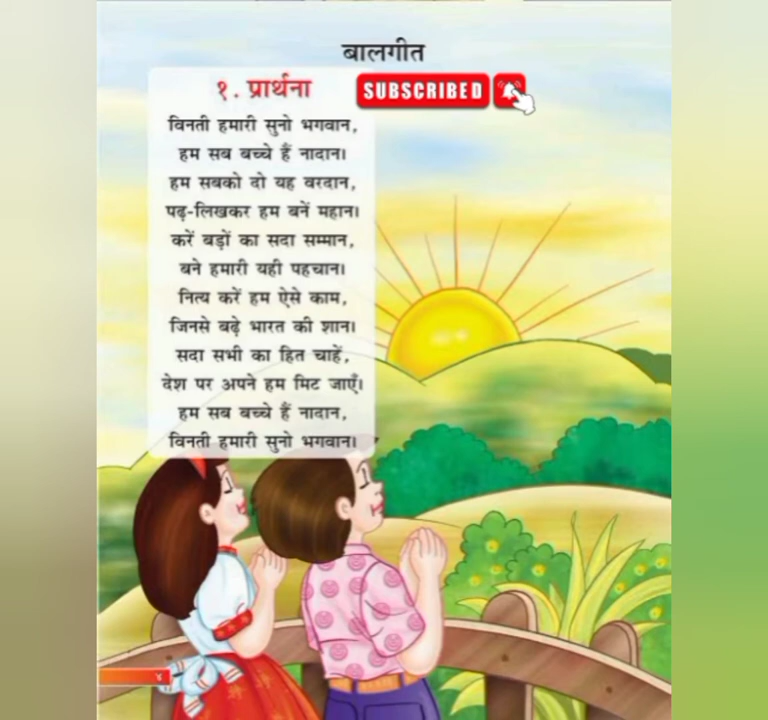 बालगीत
१. प्रार्थना
SUBSCRIBED
विनती हमारी सुनो भगवान,
हम सब बच्चे हैं नादान।
हम सबको दो यह वरदान,
पढ़-लिखकर हम बनें महान।
करें बड़ों का सदा सम्मान,
बने हमारी यही पहचान।
नित्य करें हम ऐसे काम,
जिनसे बढ़े भारत की शान।
सदा सभी का हित चाहें,
देश पर अपने हम मिट जाएँ।
हम सब बच्चे हैं नादान,
विनती हमारी सुनो भगवान।
४